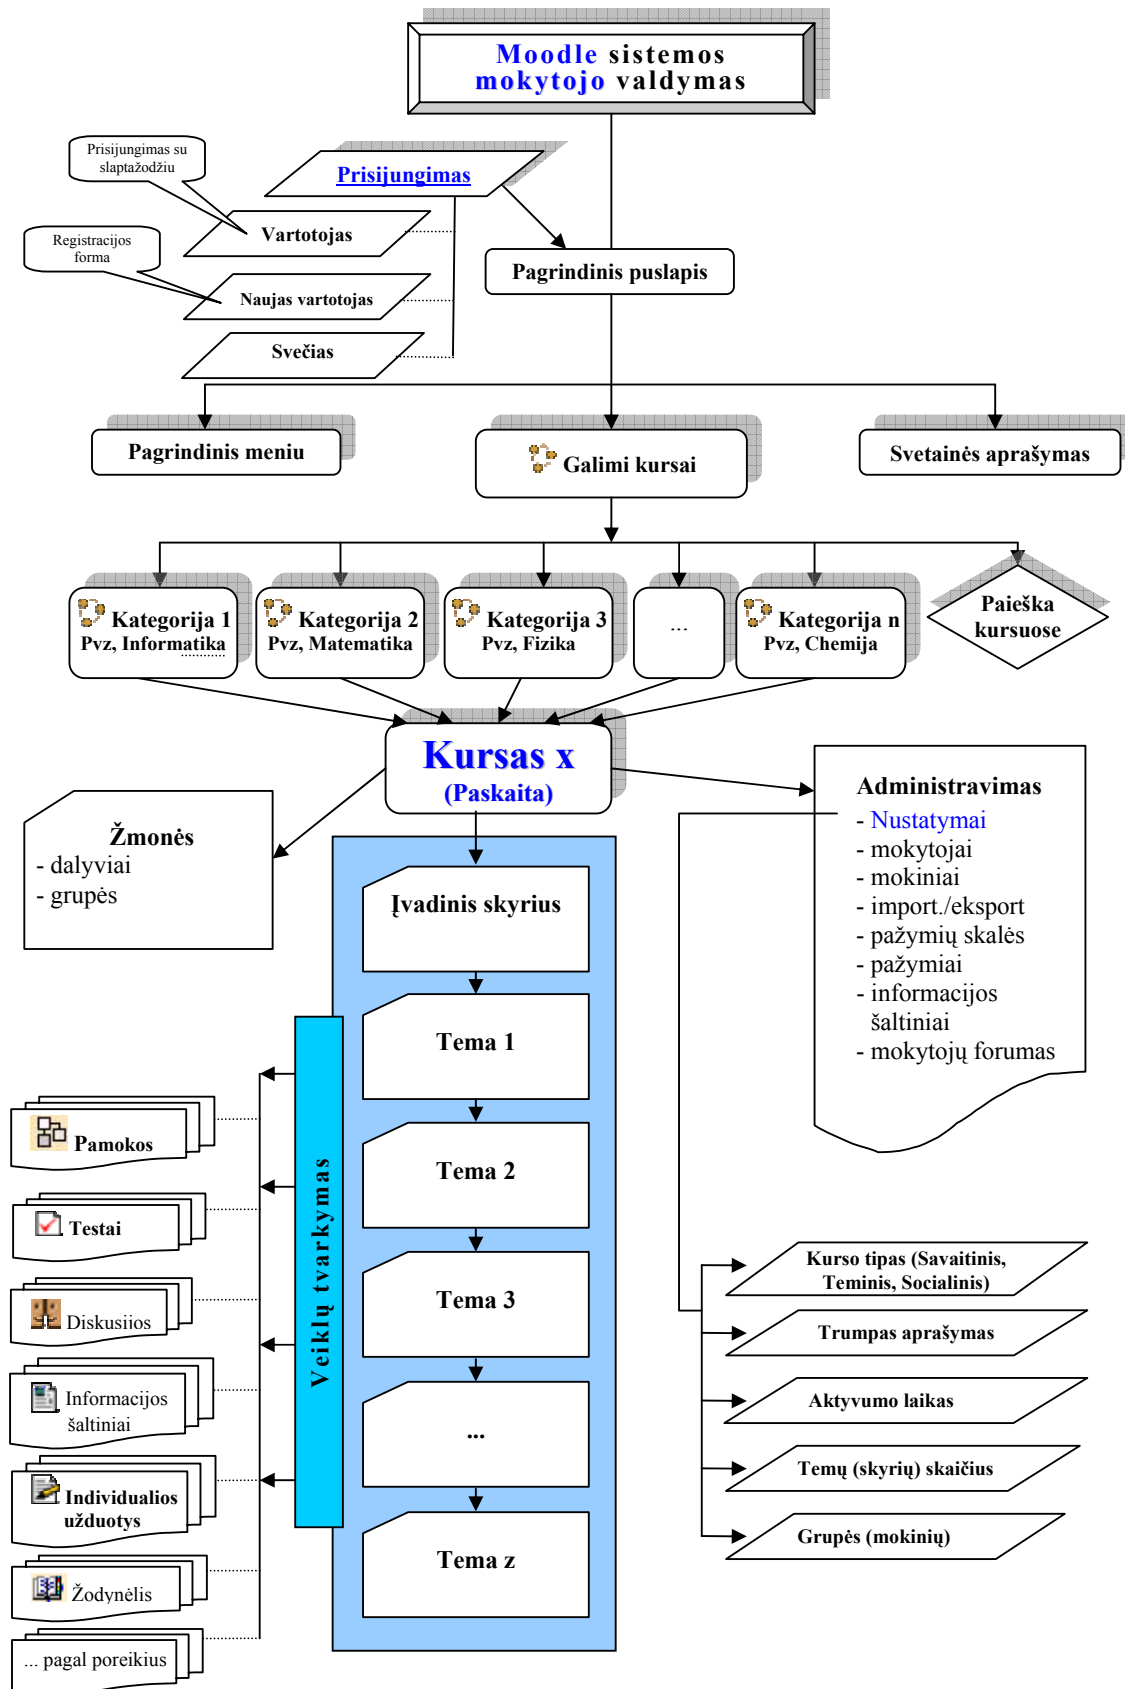 Moodle sistemos
mokytojo valdymas
Prisijungimas su
slaptažodžiu
Prisijungimas
Vartotojas
Registracijos
forma
Pagrindinis puslapis
Naujas vartotojas
Svečias
Pagrindinis meniu
Galimi kursai
Svetainės aprašymas
Kategorija 1
Pvz, Informatika
Kategorija 2
Pvz, Matematika
Kategorija 3
Pvz, Fizika
...
Kategorija n
Pvz, Chemija
Paieška
kursuose
Kursas x
(Paskaita)
Žmonės
- dalyviai
- grupės
Administravimas
- Nustatymai
- mokytojai
- mokiniai
- import./eksport
- pažymių skalės
- pažymiai
- informacijos
šaltiniai
- mokytojų forumas
Įvadinis skyrius
Tema 1
Tema 2
Tema 3
...
Tema z
Veiklų tvarkymas
Pamokos
Testai
Diskusijos
Informacijos
šaltiniai
Individualios
užduotys
Žodynėlis
... pagal poreikius
Kurso tipas (Savaitinis,
Teminis, Socialinis)
Trumpas aprašymas
Aktyvumo laikas
Temų (skyrių) skaičius
Grupės (mokinių)